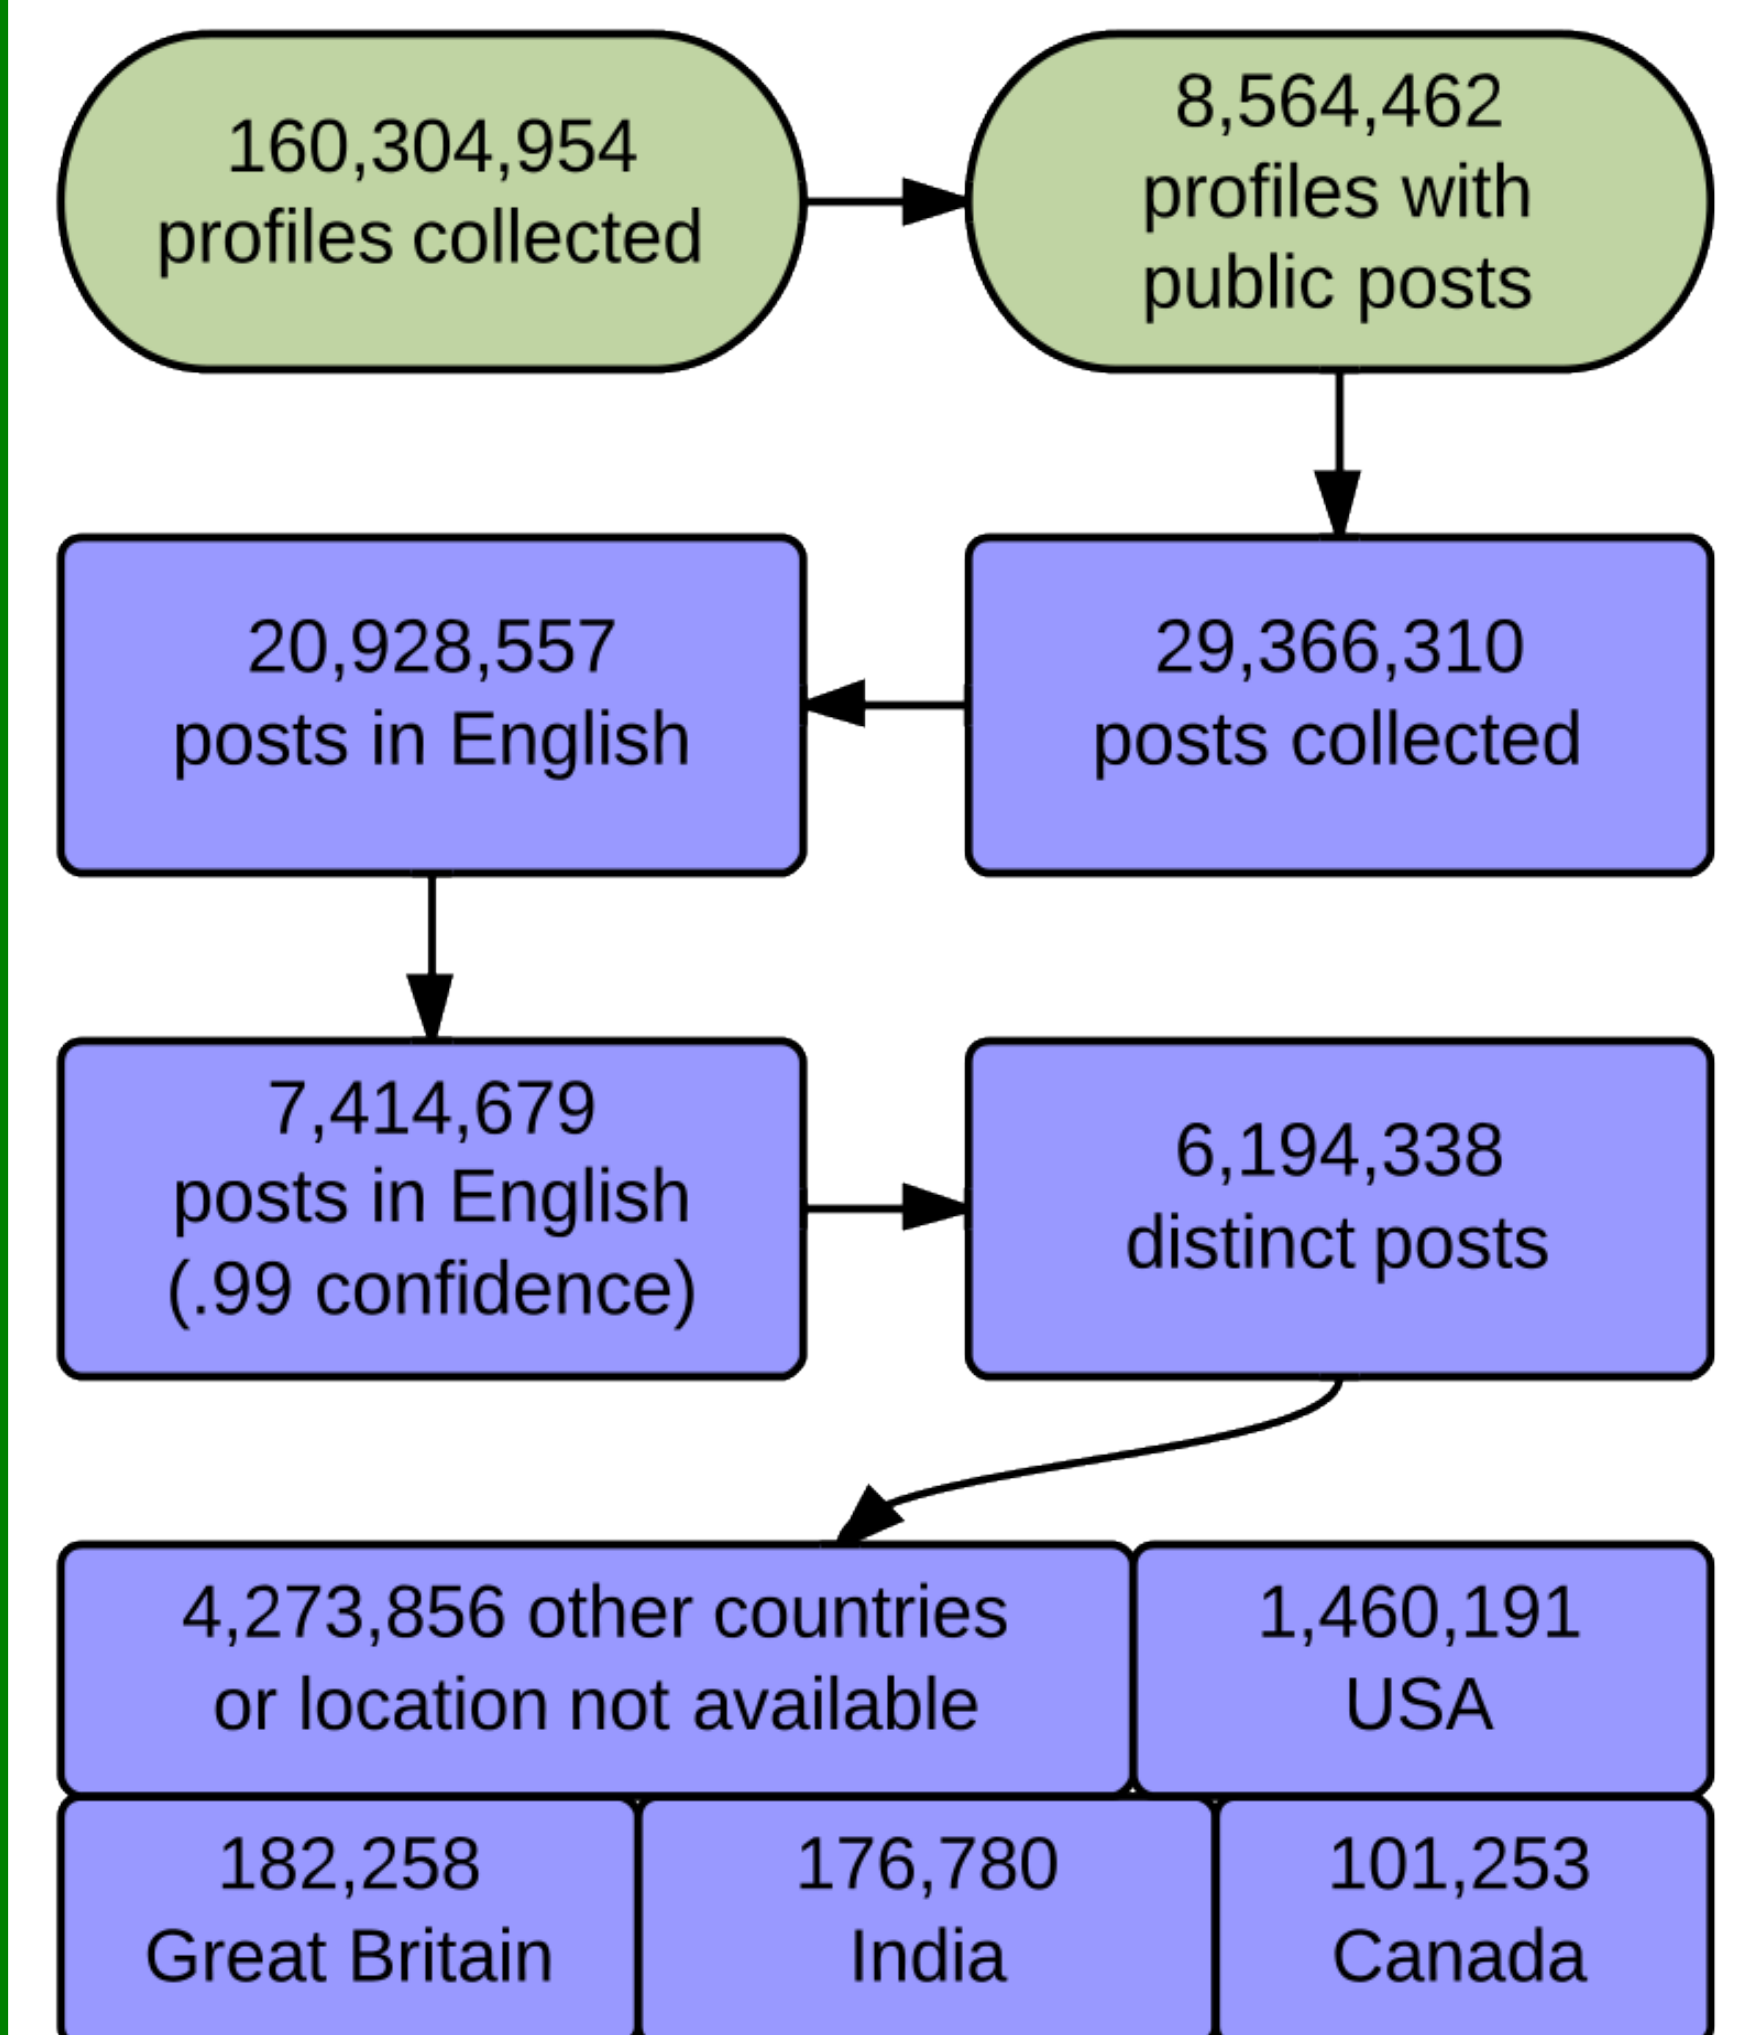 160,304,954
profiles collected
8,564,462
profiles with
public posts
20,928,557
posts in English
29,366,310
posts collected
7,414,679
posts in English
(.99 confidence)
6,194,338
distinct posts
4,273,856 other countries
or location not available
1,460,191
USA
182,258
Great Britain
176,780
India
101,253
Canada